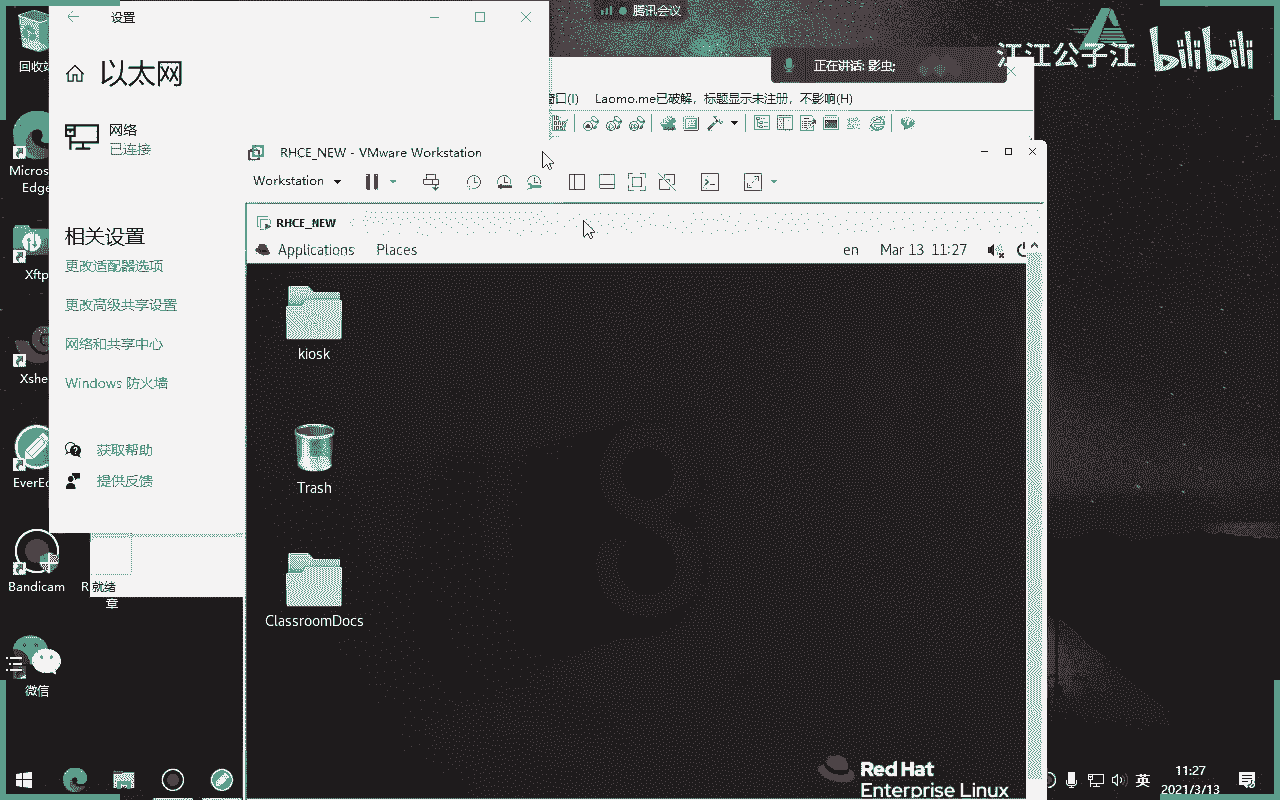 腾讯会议
江江公子江 bilibili
正在讲话: 影虫;
设置
以太网
网络
已连接
相关设置
更改适配器选项
更改高级共享设置
网络和共享中心
Windows 防火墙
获取帮助
提供反馈
窗口(I) Laomo.me已破解，标题显示未注册，不影响(H)
RHCE_NEW - VMware Workstation
Workstation
RHCE_NEW
Applications Places en Mar 13 11:27
kiosk
Trash
ClassroomDocs
Red Hat
Enterprise Linux
回收站
Micros
Edge
Xftp
Xshe
EverEd
Bandicam
R
就绪
章
微信
英
11:27
2021/3/13